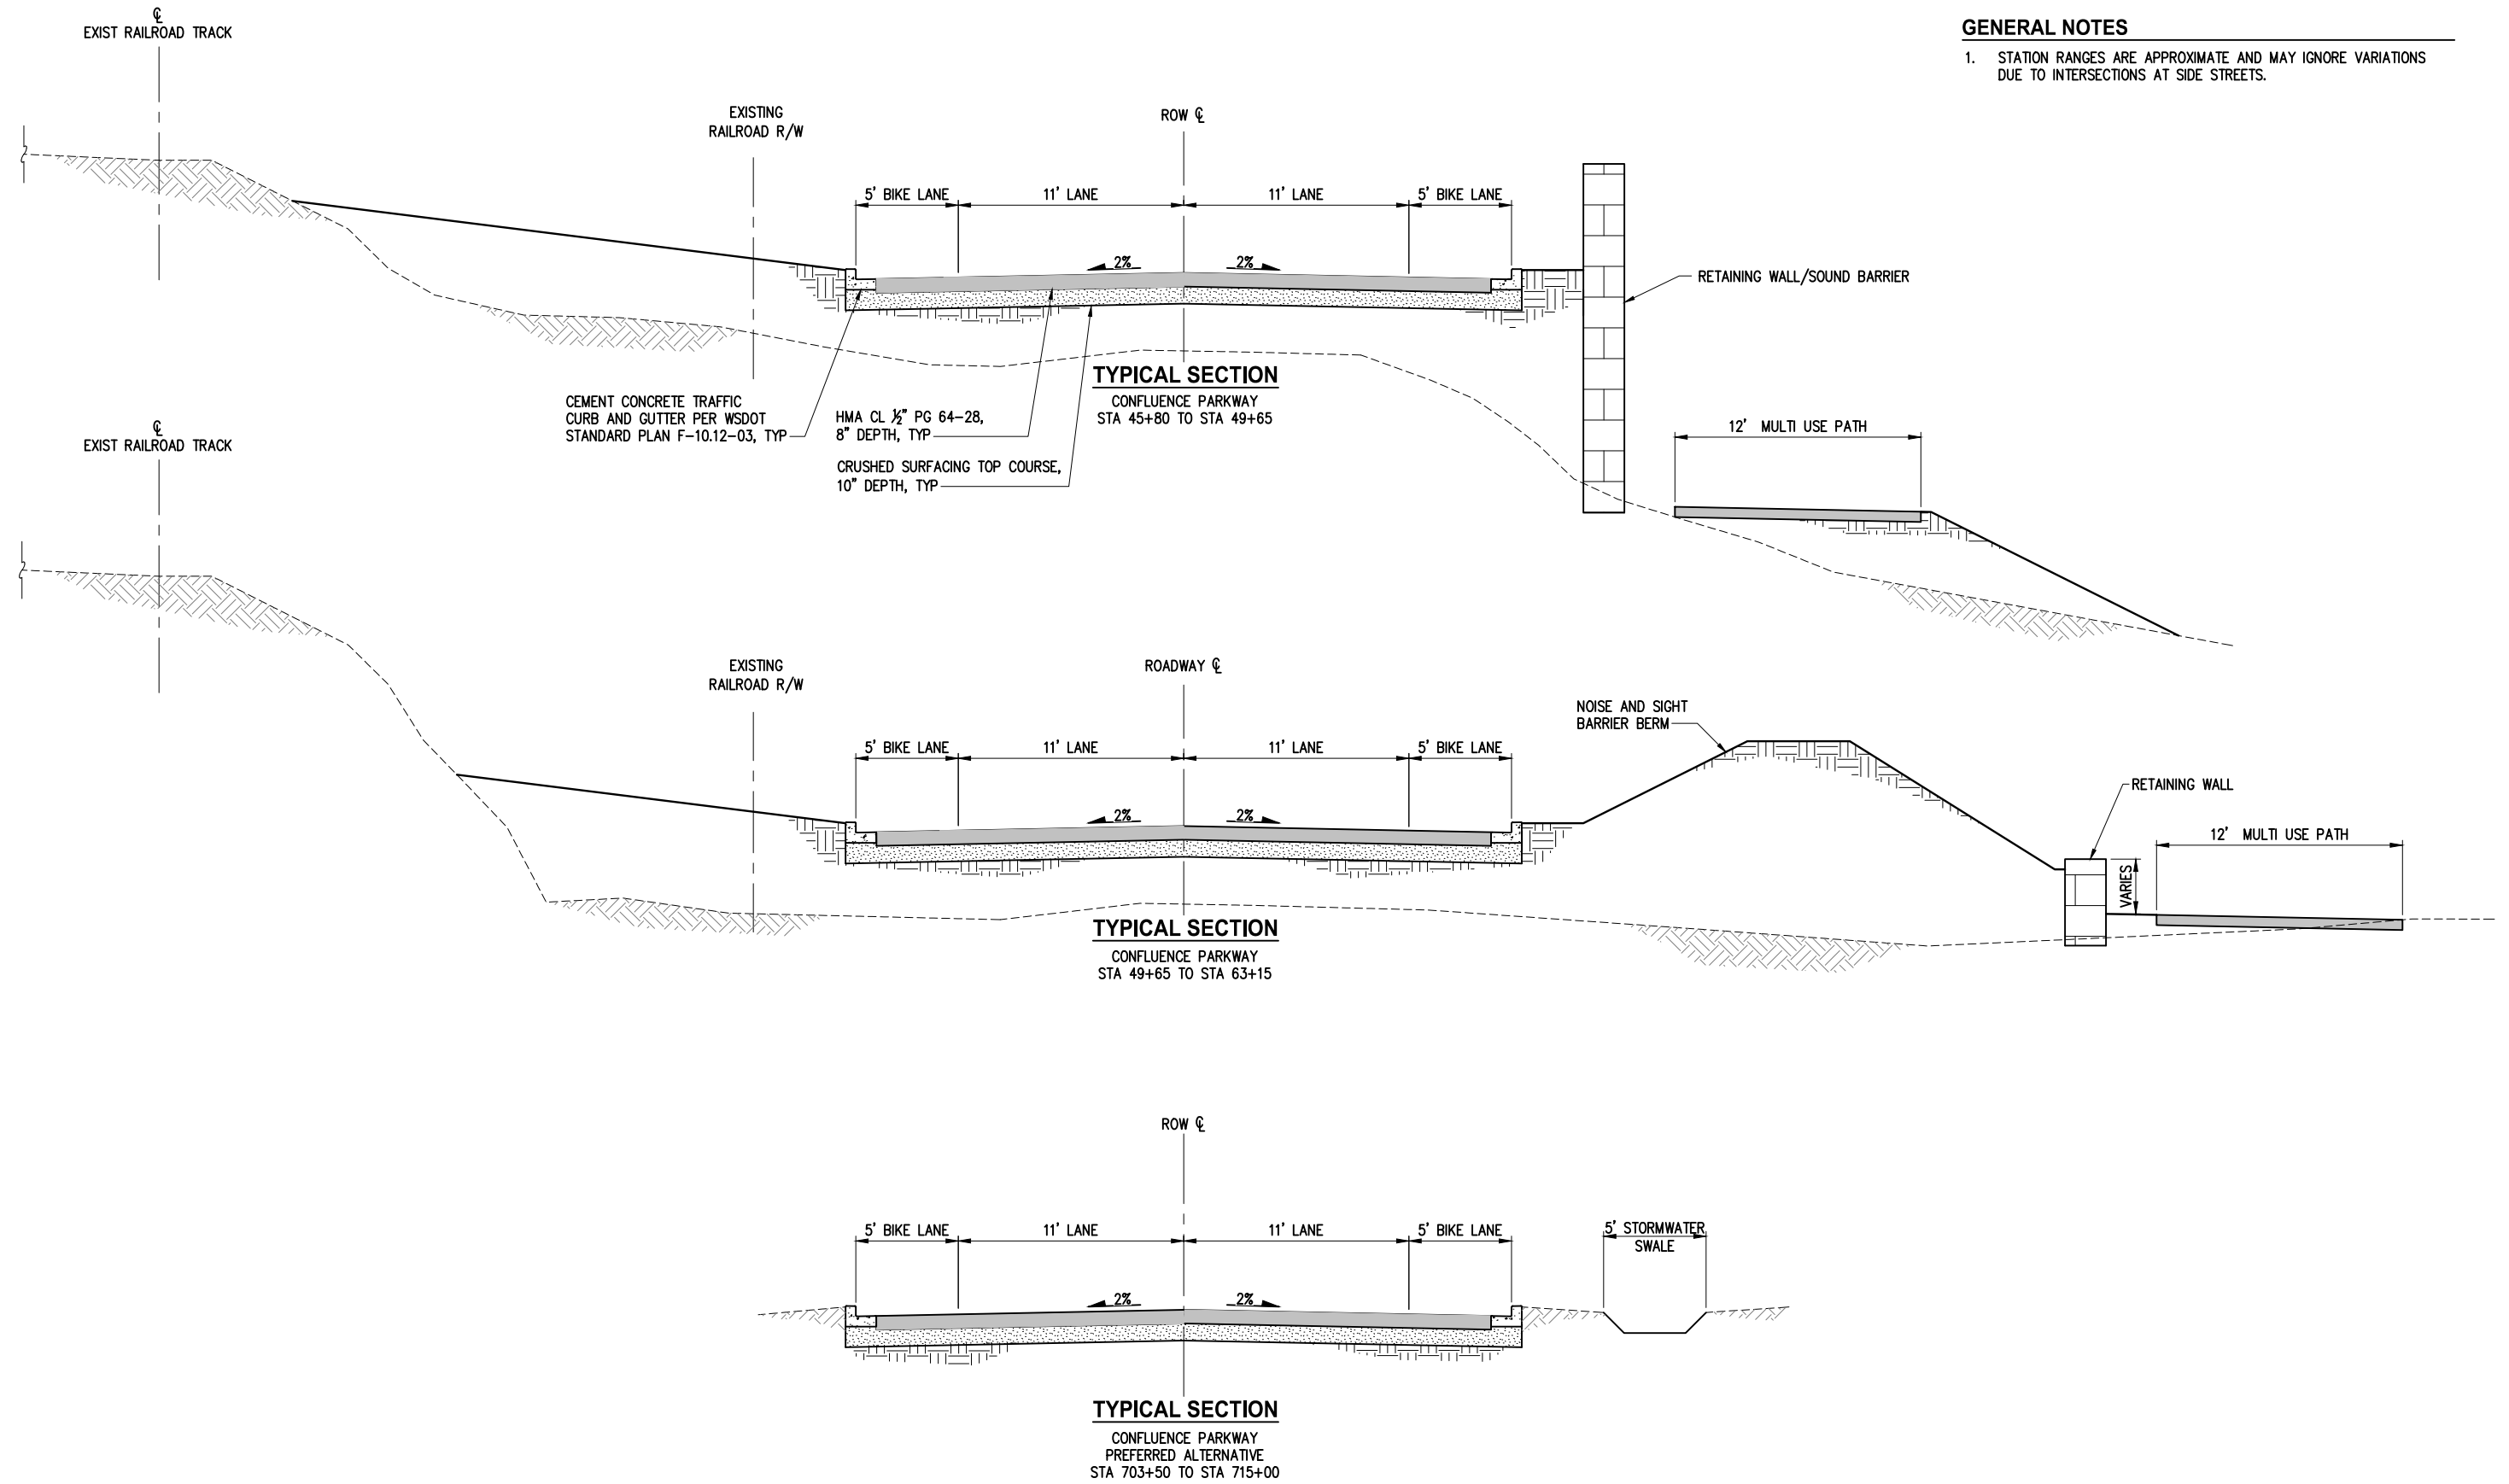 ℄
EXIST RAILROAD TRACK
GENERAL NOTES
1. STATION RANGES ARE APPROXIMATE AND MAY IGNORE VARIATIONS
DUE TO INTERSECTIONS AT SIDE STREETS.
EXISTING
RAILROAD R/W
ROW ℄
5' BIKE LANE
11' LANE
11' LANE
5' BIKE LANE
2%
2%
RETAINING WALL/SOUND BARRIER
TYPICAL SECTION
CONFLUENCE PARKWAY
STA 45+80 TO STA 49+65
CEMENT CONCRETE TRAFFIC
CURB AND GUTTER PER WSDOT
STANDARD PLAN F-10.12-03, TYP
HMA CL ½" PG 64-28,
8" DEPTH, TYP
CRUSHED SURFACING TOP COURSE,
10" DEPTH, TYP
12' MULTI USE PATH
℄
EXIST RAILROAD TRACK
EXISTING
RAILROAD R/W
ROADWAY ℄
NOISE AND SIGHT
BARRIER BERM
5' BIKE LANE
11' LANE
11' LANE
5' BIKE LANE
2%
2%
RETAINING WALL
12' MULTI USE PATH
VARIES
TYPICAL SECTION
CONFLUENCE PARKWAY
STA 49+65 TO STA 63+15
ROW ℄
5' BIKE LANE
11' LANE
11' LANE
5' BIKE LANE
5' STORMWATER
SWALE
2%
2%
TYPICAL SECTION
CONFLUENCE PARKWAY
PREFERRED ALTERNATIVE
STA 703+50 TO STA 715+00